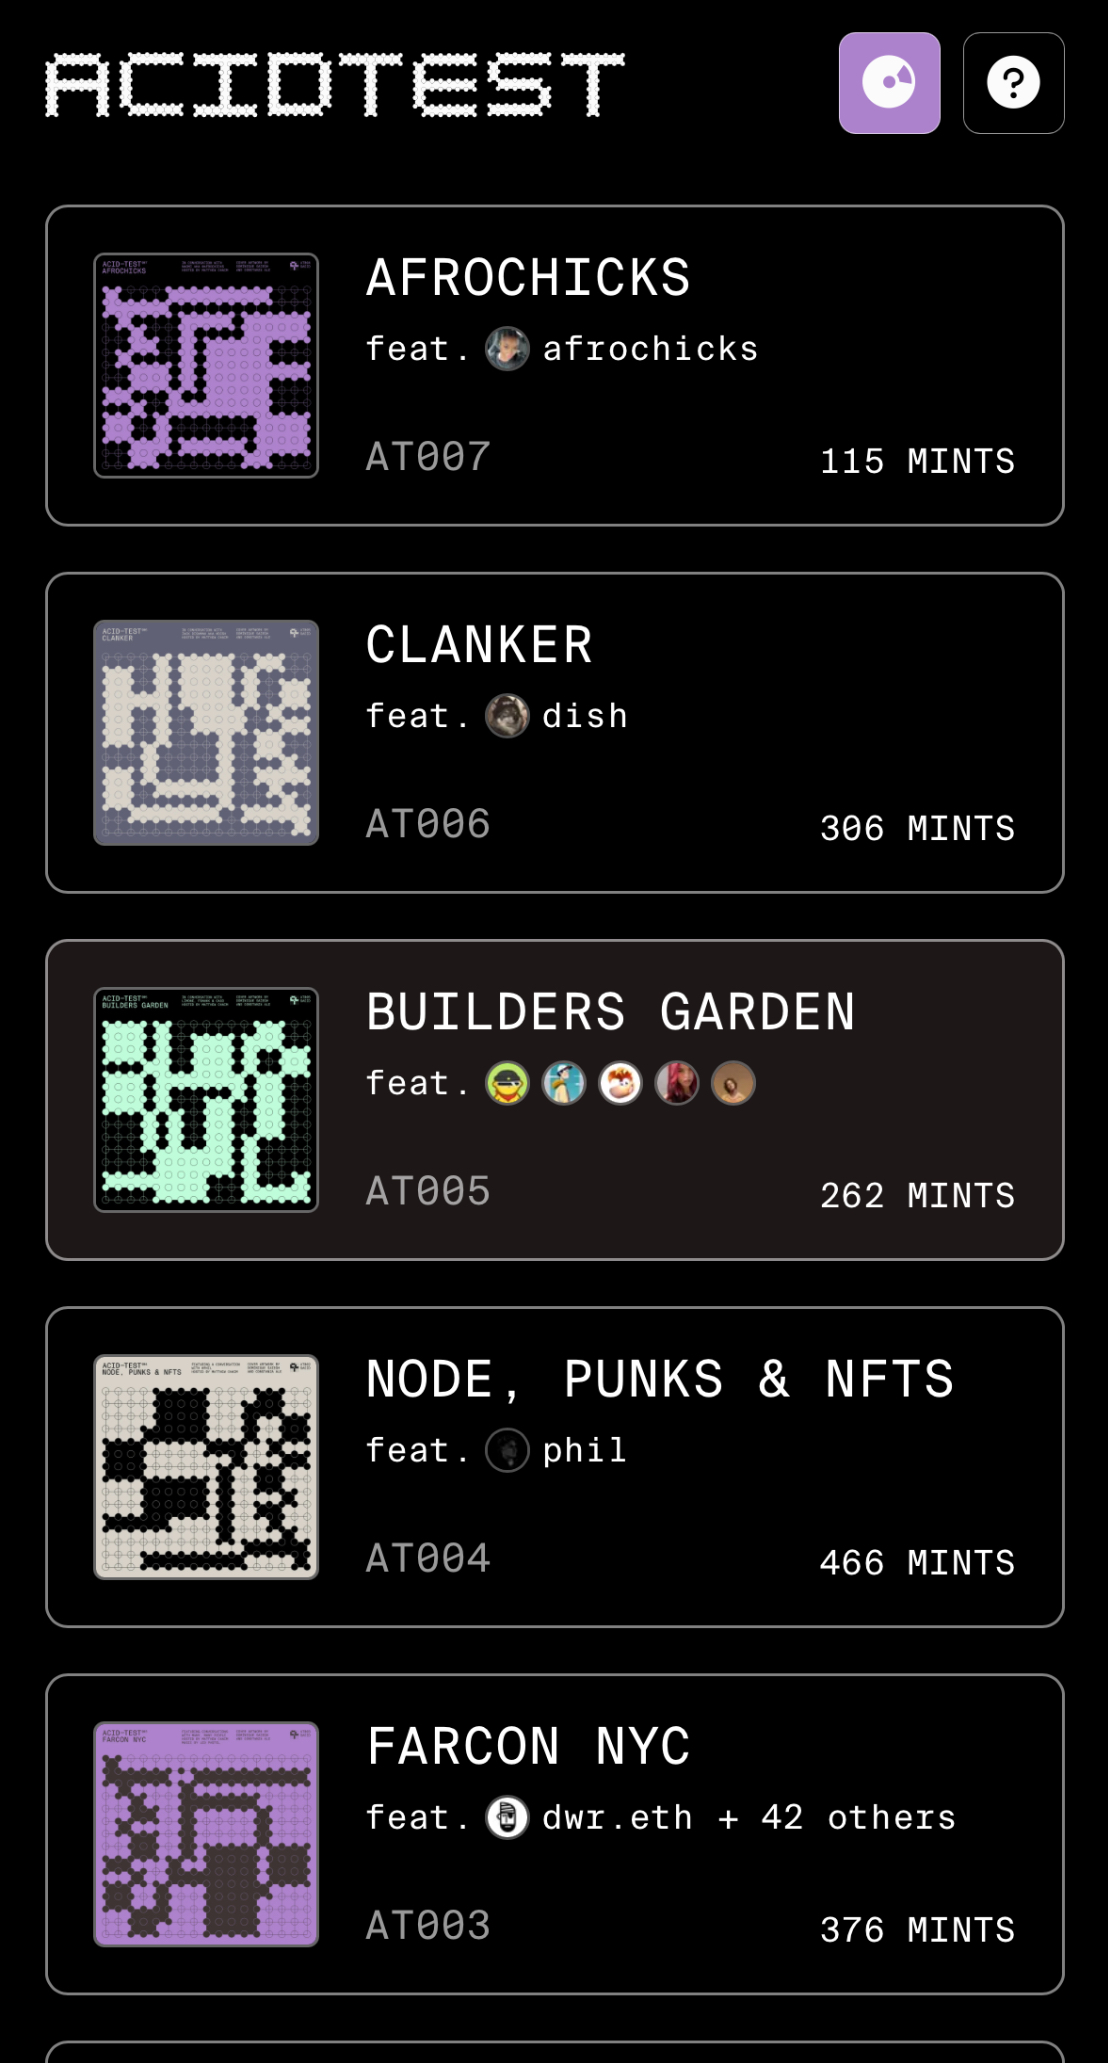 ACIDTEST
AFROCHICKS
feat. afrochicks
AT007
115 MINTS
ACID-TEST
AFROCHICKS
CLANKER
feat. dish
AT006
306 MINTS
ACID-TEST
CLANKER
BUILDERS GARDEN
feat.
AT005
262 MINTS
ACID-TEST
BUILDERS GARDEN
NODE, PUNKS & NFTS
feat. phil
AT004
466 MINTS
ACID-TEST
NODE, PUNKS & NFTS
FARCON NYC
feat. dwr.eth + 42 others
AT003
376 MINTS
ACID-TEST
FARCON NYC